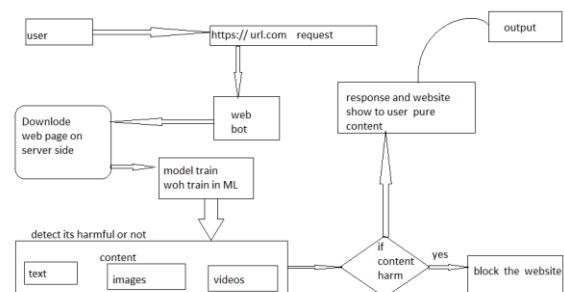 user
https:// url.com request
output
web
bot
Downlode
web page on
server side
response and website
show to user pure
content
model train
woh train in ML
detect its harmful or not
content
text
images
videos
if
content
harm
yes
block the website